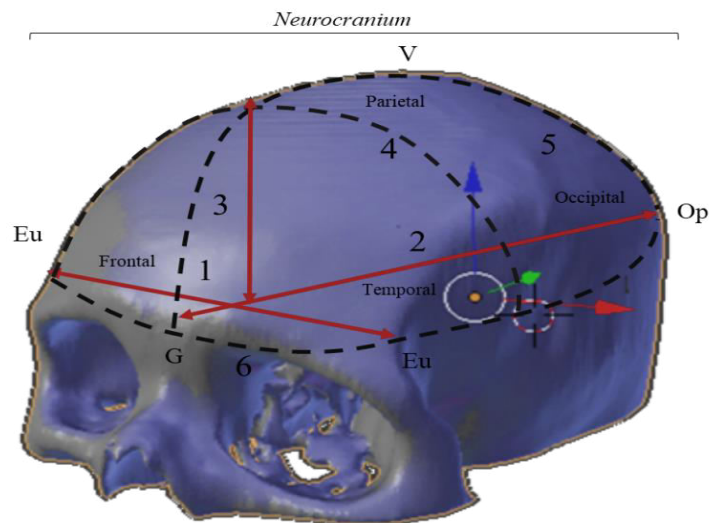 Neurocranium
V
Parietal
4
5
3
Occipital
Op
Eu
2
Frontal
1
Temporal
G
Eu
6